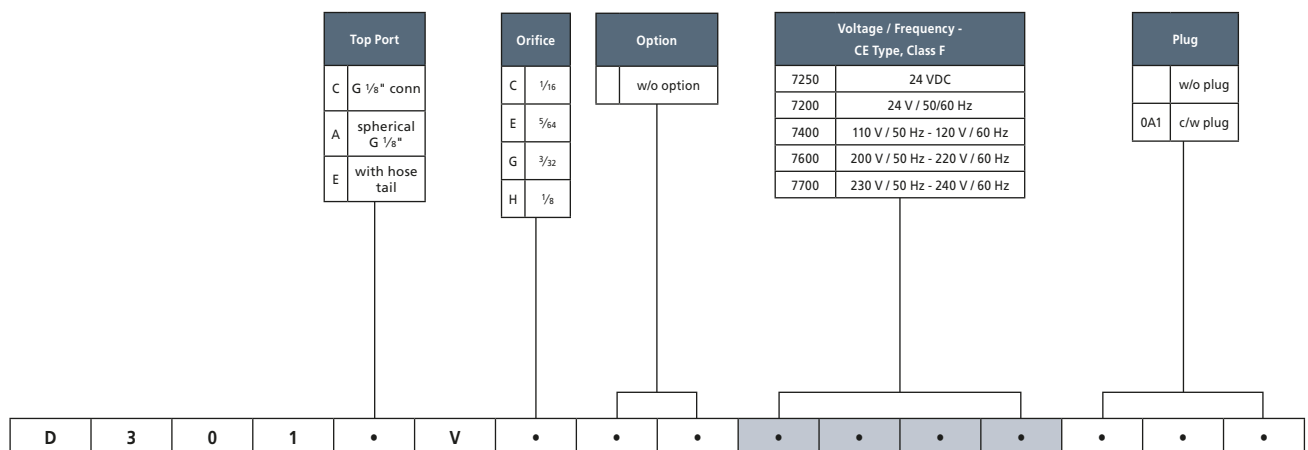 Top Port
C G 1/8" conn
A spherical
G 1/8"
E with hose
tail
Orifice
C 1/16
E 5/64
G 3/32
H 1/8
Option
w/o option
Voltage / Frequency -
CE Type, Class F
7250 24 VDC
7200 24 V / 50/60 Hz
7400 110 V / 50 Hz - 120 V / 60 Hz
7600 200 V / 50 Hz - 220 V / 60 Hz
7700 230 V / 50 Hz - 240 V / 60 Hz
Plug
w/o plug
0A1 c/w plug
D 3 0 1 • V • • • • • • • • • •